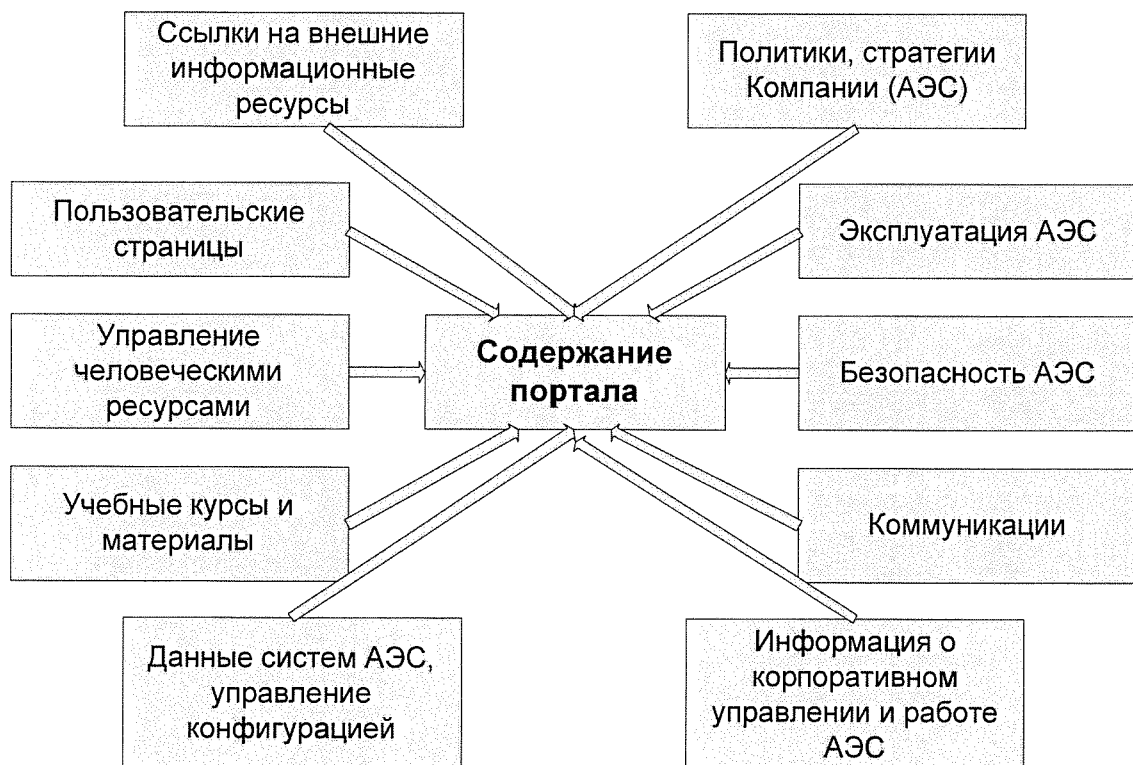 Ссылки на внешние
информационные
ресурсы
Политики, стратегии
Компании (АЭС)
Пользовательские
страницы
Эксплуатация АЭС
Управление
человеческими
ресурсами
Содержание
портала
Безопасность АЭС
Учебные курсы и
материалы
Коммуникации
Данные систем АЭС,
управление
конфигурацией
Информация о
корпоративном
управлении и работе
АЭС